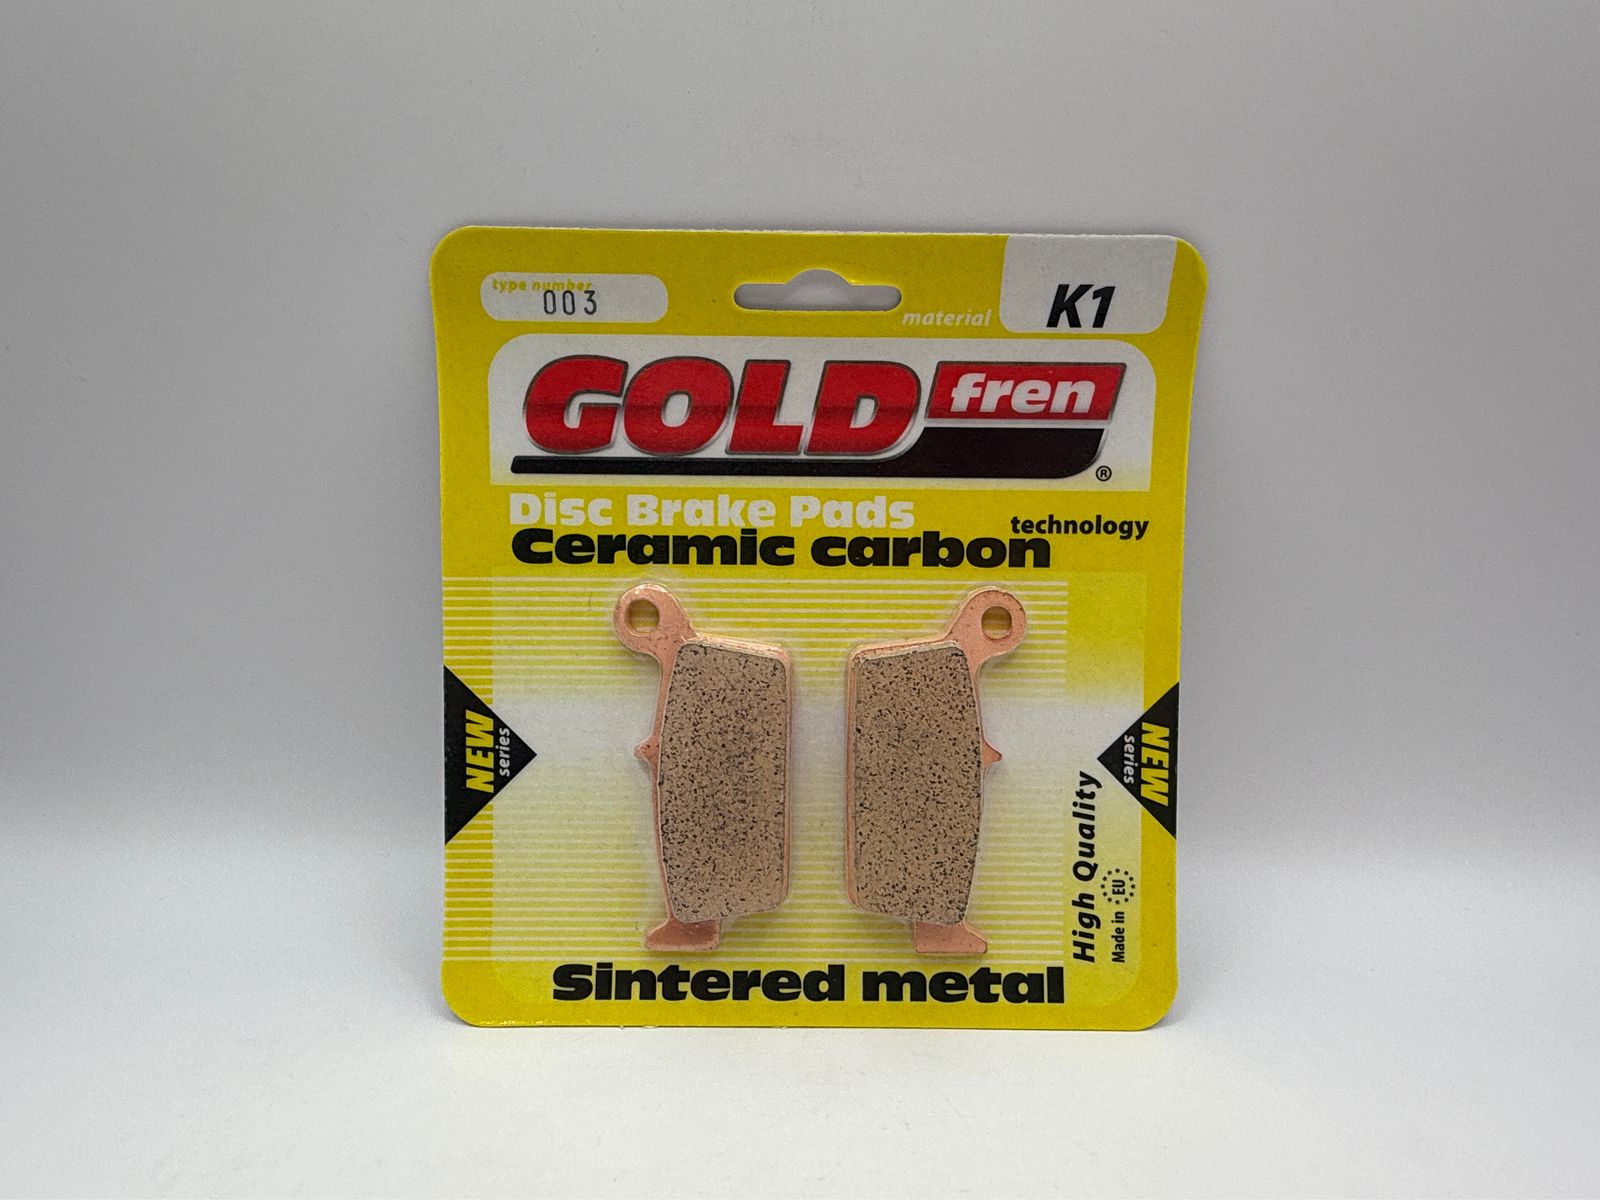 type number
003
material
K1
GOLD fren
®
Disc Brake Pads
Ceramic carbon technology
NEW
series
NEW
series
High Quality
Made in EU
Sintered metal